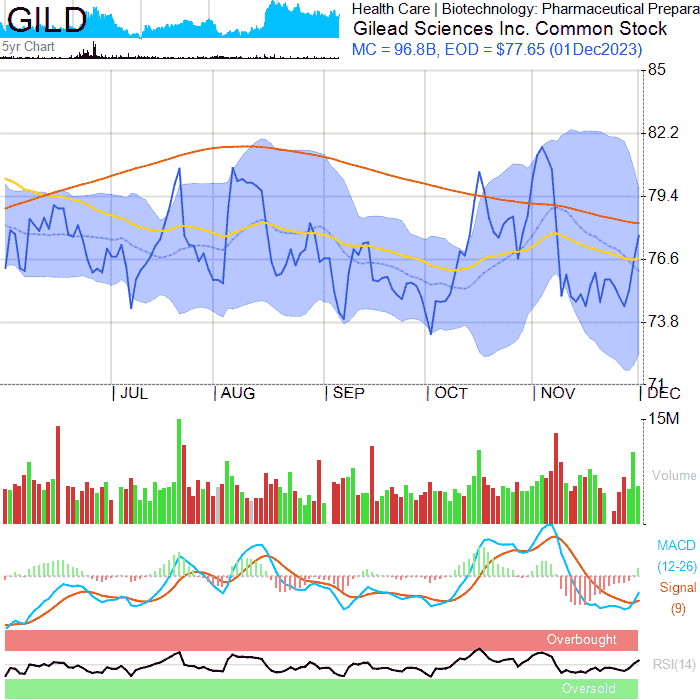 GILD
5yr Chart
Health Care | Biotechnology: Pharmaceutical Prepara
Gilead Sciences Inc. Common Stock
MC = 96.8B, EOD = $77.65 (01Dec2023)
85
82.2
79.4
76.6
73.8
71
JUL
AUG
SEP
OCT
NOV
DEC
15M
Volume
MACD
(12-26)
Signal
(9)
Overbought
RSI(14)
Oversold